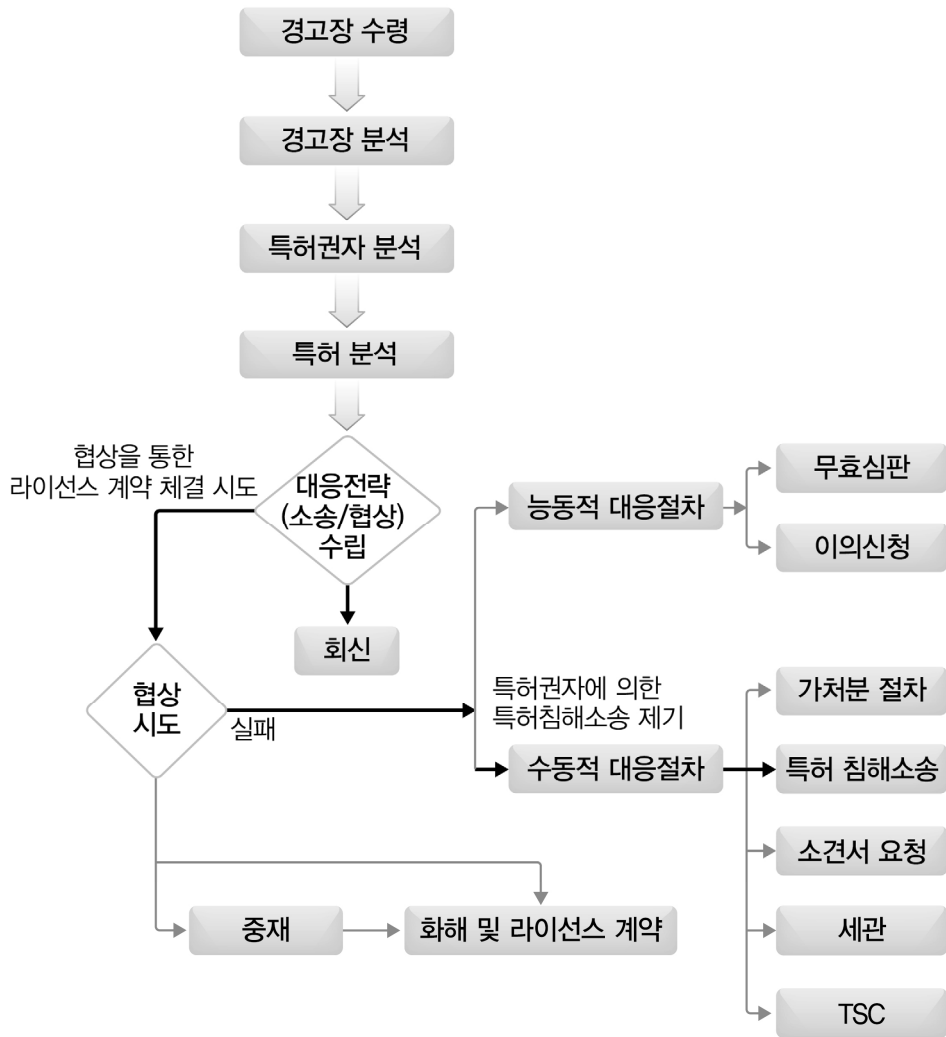 경고장 수령
경고장 분석
특허권자 분석
특허 분석
협상을 통한
라이선스 계약 체결 시도
대응전략
(소송/협상)
수립
회신
협상
시도
실패
능동적 대응절차
무효심판
이의신청
특허권자에 의한
특허침해소송 제기
수동적 대응절차
가처분 절차
특허 침해소송
소견서 요청
세관
TSC
중재
화해 및 라이선스 계약